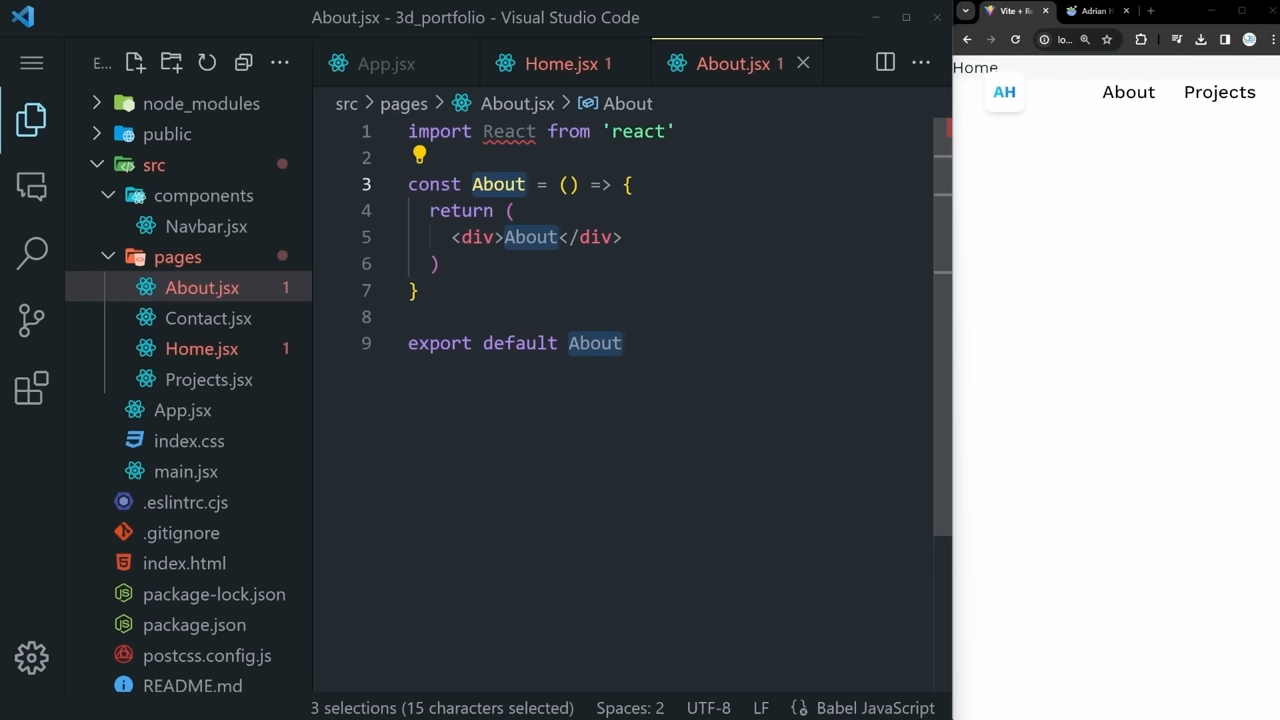 About.jsx - 3d_portfolio - Visual Studio Code
E...
node_modules
public
src
components
Navbar.jsx
pages
About.jsx 1
Contact.jsx
Home.jsx 1
Projects.jsx
App.jsx
index.css
main.jsx
.eslintrc.cjs
.gitignore
index.html
package-lock.json
package.json
postcss.config.js
README.md
App.jsx
Home.jsx 1
About.jsx 1
src > pages > About.jsx > About
1 import React from 'react'
2
3 const About = () => {
4 return (
5 <div>About</div>
6 )
7 }
8
9 export default About
3 selections (15 characters selected)
Spaces: 2
UTF-8
LF
Babel JavaScript
Vite + Re
Adrian H
lo...
Home
AH
About
Projects